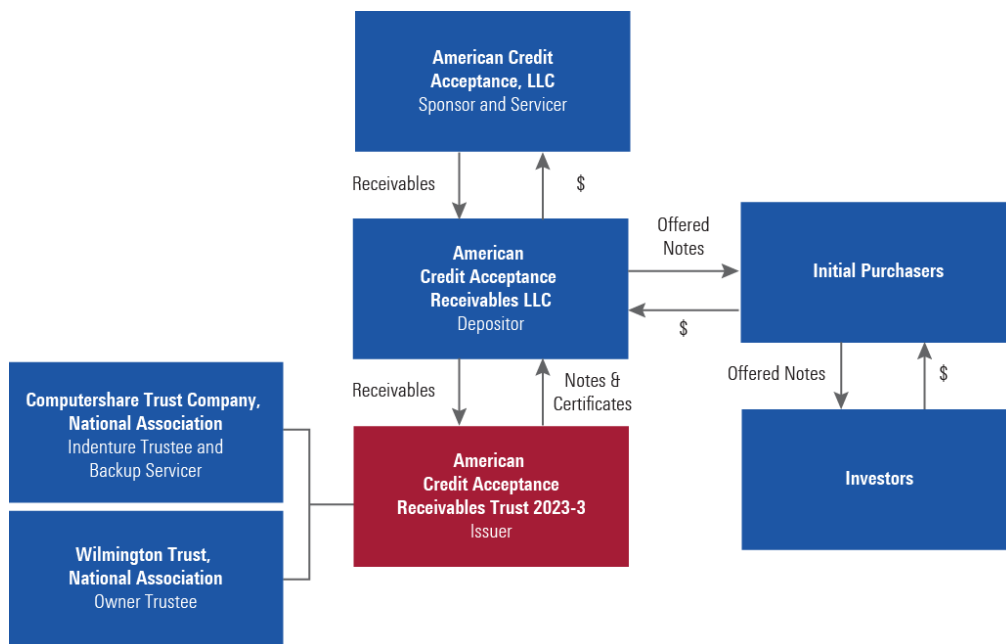 American Credit
Acceptance, LLC
Sponsor and Servicer
Receivables
$
American
Credit Acceptance
Receivables LLC
Depositor
Offered
Notes
$
Initial Purchasers
Receivables
Notes &
Certificates
Offered Notes
$
Computershare Trust Company,
National Association
Indenture Trustee and
Backup Servicer
American
Credit Acceptance
Receivables Trust 2023-3
Issuer
Investors
Wilmington Trust,
National Association
Owner Trustee